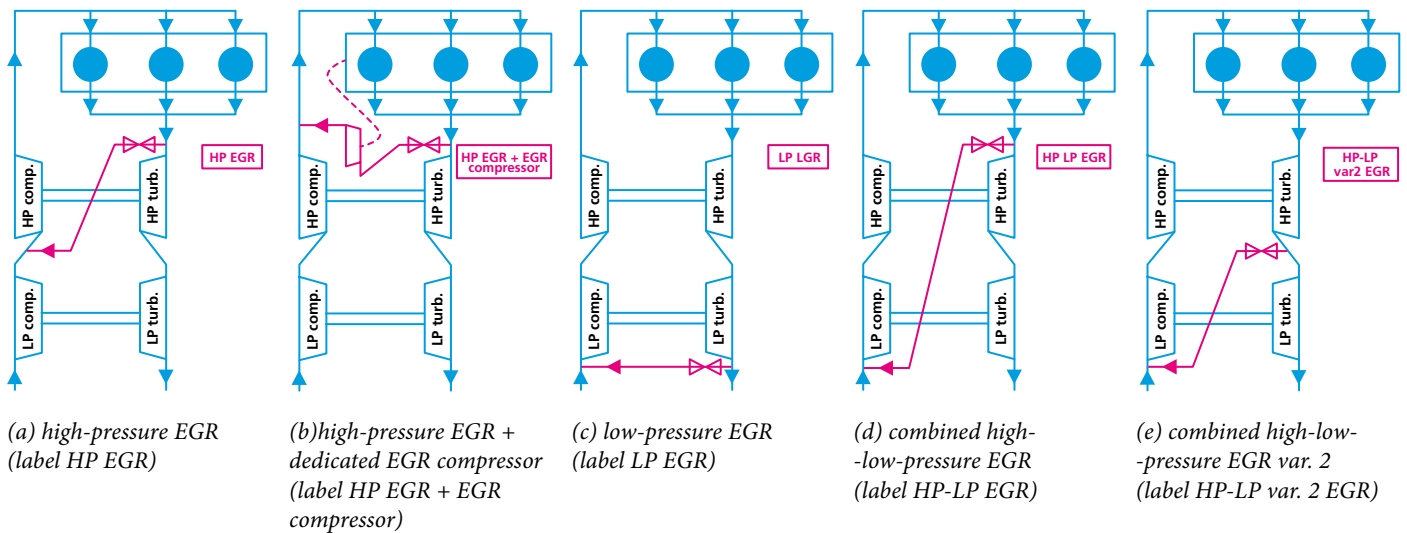 HP EGR
HP comp.
HP turb.
LP comp.
LP turb.
(a) high-pressure EGR
(label HP EGR)
HP EGR + EGR
compressor
HP comp.
HP turb.
LP comp.
LP turb.
(b)high-pressure EGR +
dedicated EGR compressor
(label HP EGR + EGR
compressor)
LP LGR
HP comp.
HP turb.
LP comp.
LP turb.
(c) low-pressure EGR
(label LP EGR)
HP LP EGR
HP comp.
HP turb.
LP comp.
LP turb.
(d) combined high-
-low-pressure EGR
(label HP-LP EGR)
HP-LP
var2 EGR
HP comp.
HP turb.
LP comp.
LP turb.
(e) combined high-low-
-pressure EGR var. 2
(label HP-LP var. 2 EGR)